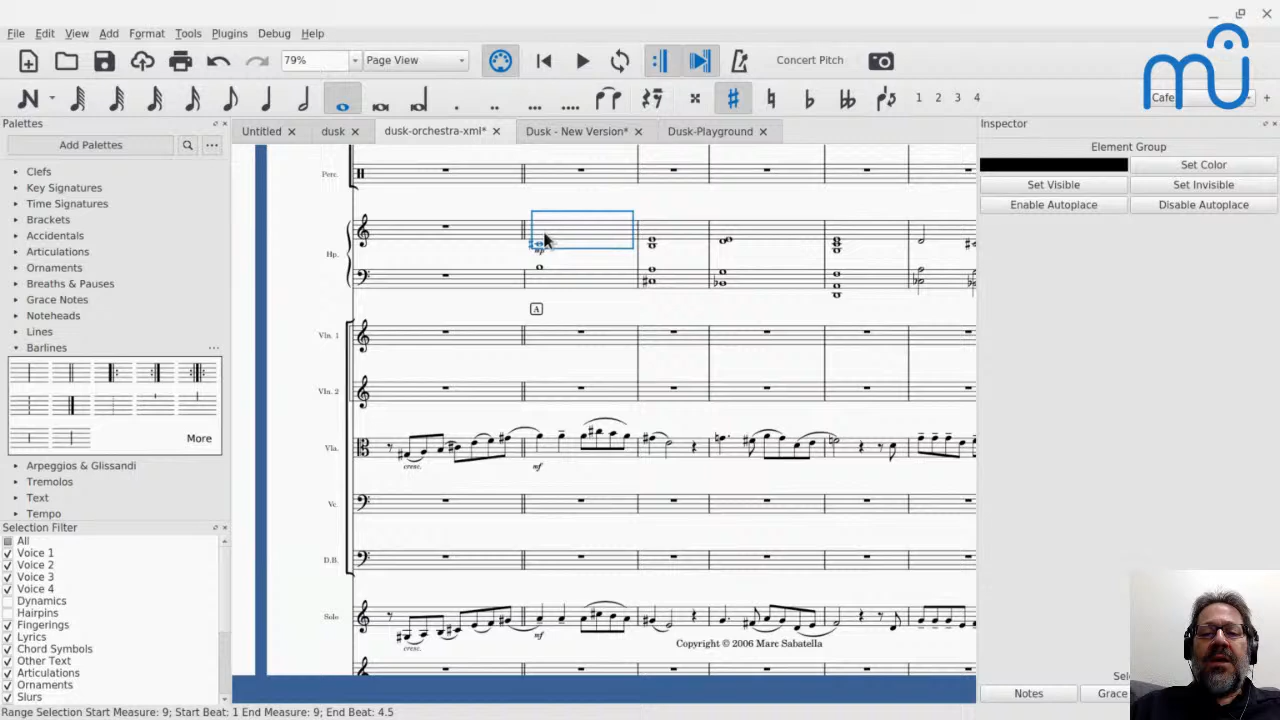 File Edit View Add Format Tools Plugins Debug Help
79% Page View Concert Pitch
1 2 3 4
Cafe
+
Palettes
Add Palettes
Clefs
Key Signatures
Time Signatures
Brackets
Accidentals
Articulations
Ornaments
Breaths & Pauses
Grace Notes
Noteheads
Lines
Barlines
More
Arpeggios & Glissandi
Tremolos
Text
Tempo
Selection Filter
All
Voice 1
Voice 2
Voice 3
Voice 4
Dynamics
Hairpins
Fingerings
Lyrics
Chord Symbols
Other Text
Articulations
Ornaments
Slurs
Untitled dusk dusk-orchestra-xml* Dusk - New Version* Dusk-Playground
Perc.
Hp.
mp
A
Vln. 1
Vln. 2
Vla.
cresc. mf
Vc.
D.B.
Solo
cresc. mf
Copyright © 2006 Marc Sabatella
Inspector
Element Group
Set Color
Set Visible Set Invisible
Enable Autoplace Disable Autoplace
Notes Grace
Range Selection Start Measure: 9; Start Beat: 1 End Measure: 9; End Beat: 4.5